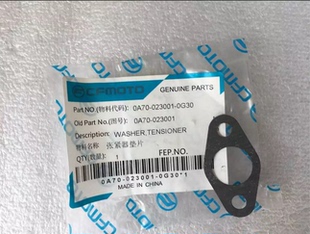 CFMOTO GENUINE PARTS
Part.NO.(物料代码): 0A70-023001-0G30
Old Part No.(图号): 0A70-023001
Description: WASHER,TENSIONER
物料名称: 张紧器垫片
QTY(数量): 1 FEP.NO.
0A70-023001-0G30*1
MADE IN CHINA
CFMOTO